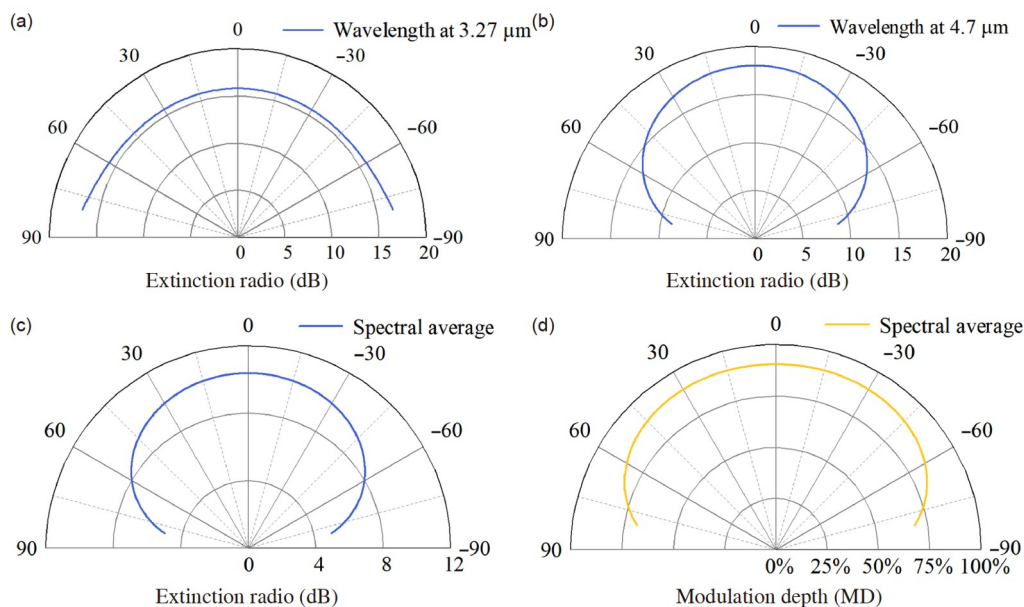 (a)
Wavelength at 3.27 µm
0
30
–30
60
–60
90
–90
0 5 10 15 20
Extinction radio (dB)
(b)
Wavelength at 4.7 µm
0
30
–30
60
–60
90
–90
0 5 10 15 20
Extinction radio (dB)
(c)
Spectral average
0
30
–30
60
–60
90
–90
0 4 8 12
Extinction radio (dB)
(d)
Spectral average
0
30
–30
60
–60
90
–90
0% 25% 50% 75% 100%
Modulation depth (MD)